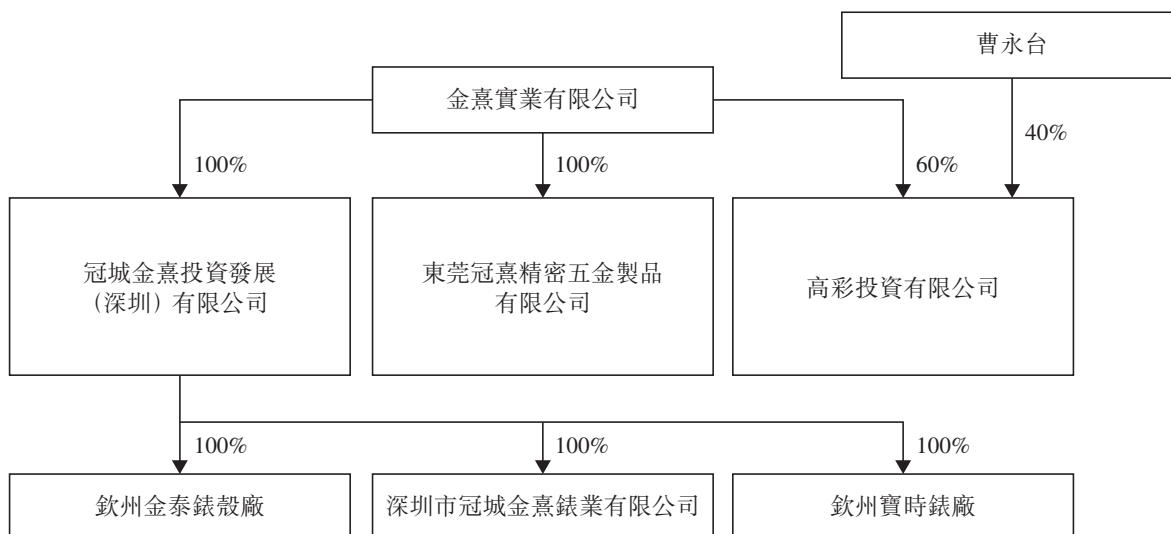 曹永台
金熹實業有限公司
40%
100%
100%
60%
冠城金熹投資發展
（深圳）有限公司
東莞冠熹精密五金製品
有限公司
高彩投資有限公司
100%
100%
100%
欽州金泰錶殼廠
深圳市冠城金熹錶業有限公司
欽州寶時錶廠